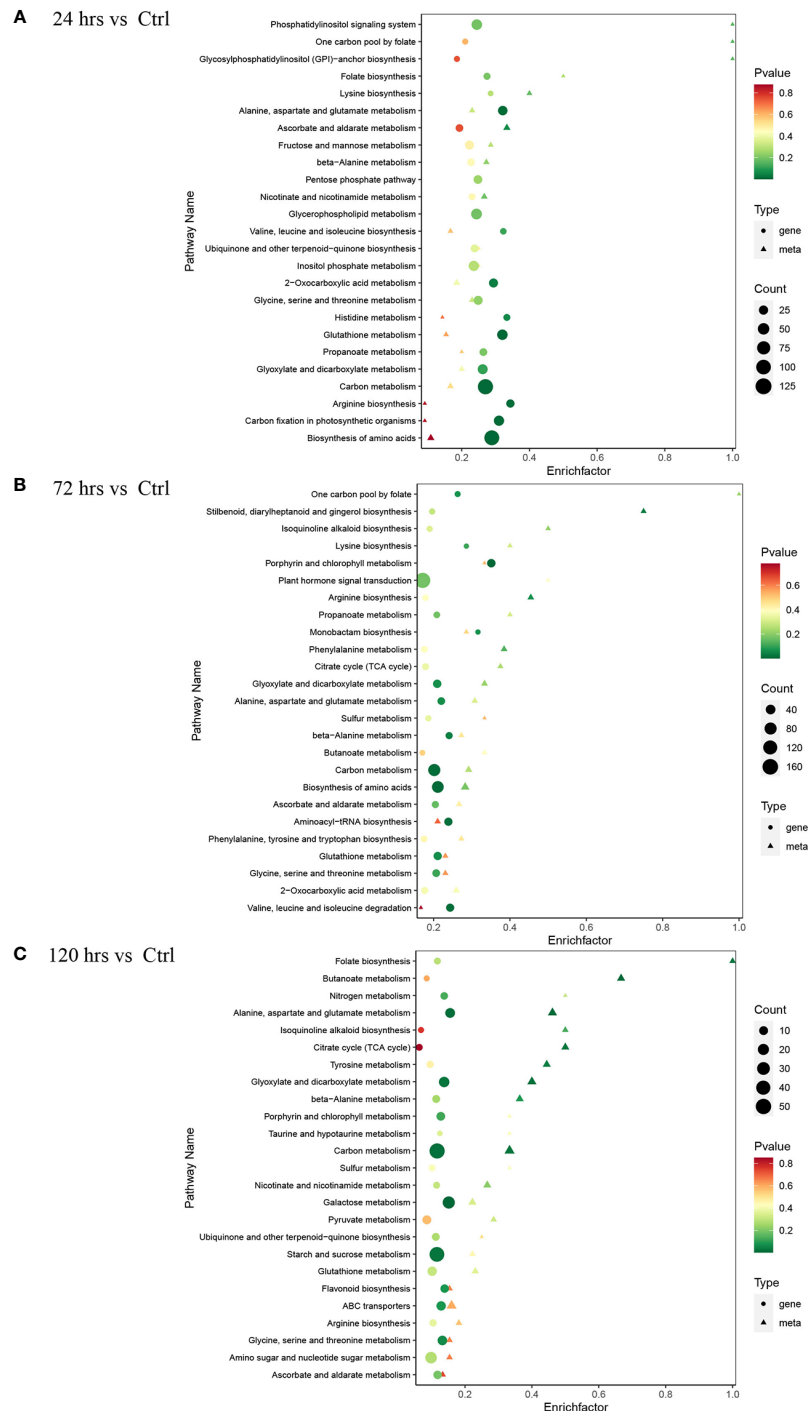 A 24 hrs vs Ctrl
Pathway Name
Phosphatidylinositol signaling system
One carbon pool by folate
Glycosylphosphatidylinositol (GPI)−anchor biosynthesis
Folate biosynthesis
Lysine biosynthesis
Alanine, aspartate and glutamate metabolism
Ascorbate and aldarate metabolism
Fructose and mannose metabolism
beta−Alanine metabolism
Pentose phosphate pathway
Nicotinate and nicotinamide metabolism
Glycerophospholipid metabolism
Valine, leucine and isoleucine biosynthesis
Ubiquinone and other terpenoid−quinone biosynthesis
Inositol phosphate metabolism
2−Oxocarboxylic acid metabolism
Glycine, serine and threonine metabolism
Histidine metabolism
Glutathione metabolism
Propanoate metabolism
Glyoxylate and dicarboxylate metabolism
Carbon metabolism
Arginine biosynthesis
Carbon fixation in photosynthetic organisms
Biosynthesis of amino acids
0.2 0.4 0.6 0.8 1.0
Enrichfactor
Pvalue
0.8
0.6
0.4
0.2
Type
gene
meta
Count
25
50
75
100
125
B 72 hrs vs Ctrl
Pathway Name
One carbon pool by folate
Stilbenoid, diarylheptanoid and gingerol biosynthesis
Isoquinoline alkaloid biosynthesis
Lysine biosynthesis
Porphyrin and chlorophyll metabolism
Plant hormone signal transduction
Arginine biosynthesis
Propanoate metabolism
Monobactam biosynthesis
Phenylalanine metabolism
Citrate cycle (TCA cycle)
Glyoxylate and dicarboxylate metabolism
Alanine, aspartate and glutamate metabolism
Sulfur metabolism
beta−Alanine metabolism
Butanoate metabolism
Carbon metabolism
Biosynthesis of amino acids
Ascorbate and aldarate metabolism
Aminoacyl−tRNA biosynthesis
Phenylalanine, tyrosine and tryptophan biosynthesis
Glutathione metabolism
Glycine, serine and threonine metabolism
2−Oxocarboxylic acid metabolism
Valine, leucine and isoleucine degradation
0.2 0.4 0.6 0.8 1.0
Enrichfactor
Pvalue
0.6
0.4
0.2
Count
40
80
120
160
Type
gene
meta
C 120 hrs vs Ctrl
Pathway Name
Folate biosynthesis
Butanoate metabolism
Nitrogen metabolism
Alanine, aspartate and glutamate metabolism
Isoquinoline alkaloid biosynthesis
Citrate cycle (TCA cycle)
Tyrosine metabolism
Glyoxylate and dicarboxylate metabolism
beta−Alanine metabolism
Porphyrin and chlorophyll metabolism
Taurine and hypotaurine metabolism
Carbon metabolism
Sulfur metabolism
Nicotinate and nicotinamide metabolism
Galactose metabolism
Pyruvate metabolism
Ubiquinone and other terpenoid−quinone biosynthesis
Starch and sucrose metabolism
Glutathione metabolism
Flavonoid biosynthesis
ABC transporters
Arginine biosynthesis
Glycine, serine and threonine metabolism
Amino sugar and nucleotide sugar metabolism
Ascorbate and aldarate metabolism
0.2 0.4 0.6 0.8 1.0
Enrichfactor
Count
10
20
30
40
50
Pvalue
0.8
0.6
0.4
0.2
Type
gene
meta